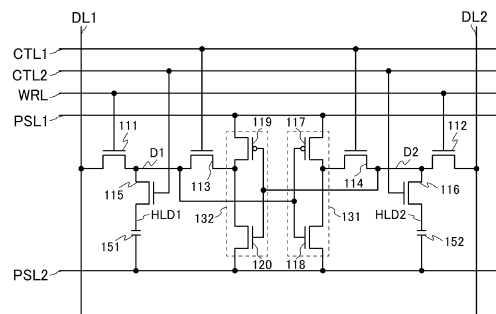 DL1 DL2
CTL1
CTL2
WRL
PSL1
119 117
111 112
D1 D2
115 113 114 116
HLD1 132 131 HLD2
151 152
120 118
PSL2